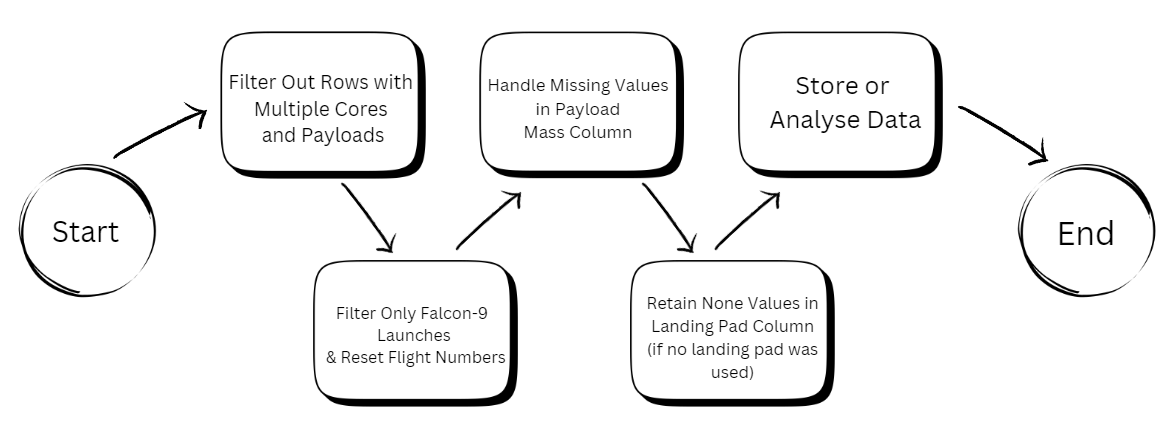 Start
Filter Out Rows with
Multiple Cores
and Payloads
Filter Only Falcon-9
Launches
& Reset Flight Numbers
Handle Missing Values
in Payload
Mass Column
Retain None Values in
Landing Pad Column
(if no landing pad was
used)
Store or
Analyse Data
End